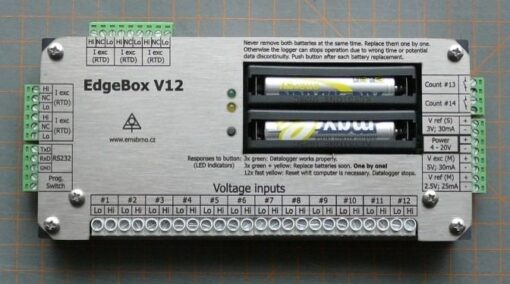 Never remove both batteries at the same time. Replace them one by one.
Otherwise the logger can stops operation due to wrong time or potential
data discontinuity. Push button after each battery replacement.
Hi NC Lo Hi NC Lo Hi NC Lo
I exc I exc
(RTD) (RTD)
I exc
(RTD)
EdgeBox V12
www.emsbrno.cz
Hi
NC
Lo
I exc
(RTD)
Hi
NC
Lo
I exc
(RTD)
TxD
RxD
GND
RS232
Prog.
Switch
Count #13
Count #14
V ref (S)
3V; 30mA
+
Power
4 - 20V
+
-
V exc (M)
5V; 30mA
+
V ref (M)
2.5V; 25mA
+
Responses to button: 3x green: Datalogger works properly.
(LED indicators) 3x green + yellow: Replace batteries soon. One by one!
12x fast yellow: Reset whit computer is necessary. Datalogger stops.
Voltage inputs
#1 #2 #3 #4 #5 #6 #7 #8 #9 #10 #11 #12
Lo Hi Lo Hi Lo Hi Lo Hi Lo Hi Lo Hi Lo Hi Lo Hi Lo Hi Lo Hi Lo Hi Lo Hi